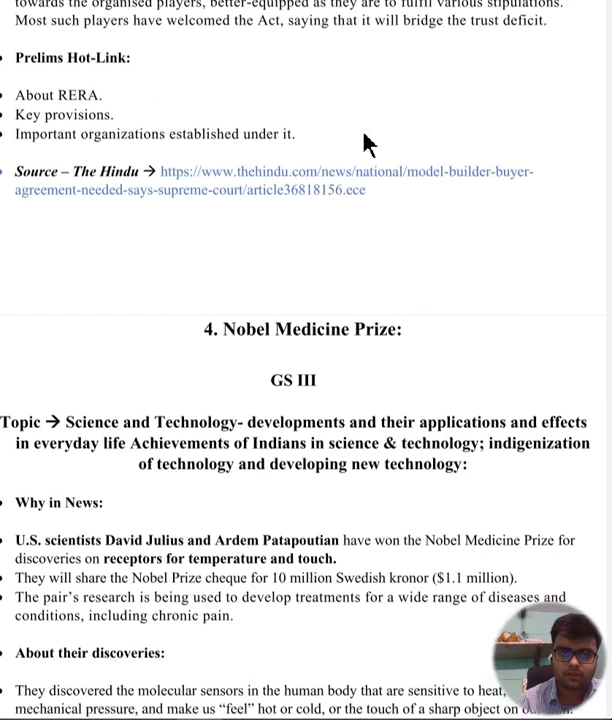 towards the organised players, better-equipped as they are to fulfil various stipulations.
Most such players have welcomed the Act, saying that it will bridge the trust deficit.
• Prelims Hot-Link:
• About RERA.
• Key provisions.
• Important organizations established under it.
• Source – The Hindu → https://www.thehindu.com/news/national/model-builder-buyer-
agreement-needed-says-supreme-court/article36818156.ece
4. Nobel Medicine Prize:
GS III
Topic → Science and Technology- developments and their applications and effects
in everyday life Achievements of Indians in science & technology; indigenization
of technology and developing new technology:
• Why in News:
• U.S. scientists David Julius and Ardem Patapoutian have won the Nobel Medicine Prize for
discoveries on receptors for temperature and touch.
• They will share the Nobel Prize cheque for 10 million Swedish kronor ($1.1 million).
• The pair's research is being used to develop treatments for a wide range of diseases and
conditions, including chronic pain.
• About their discoveries:
• They discovered the molecular sensors in the human body that are sensitive to heat,
mechanical pressure, and make us “feel” hot or cold, or the touch of a sharp object on